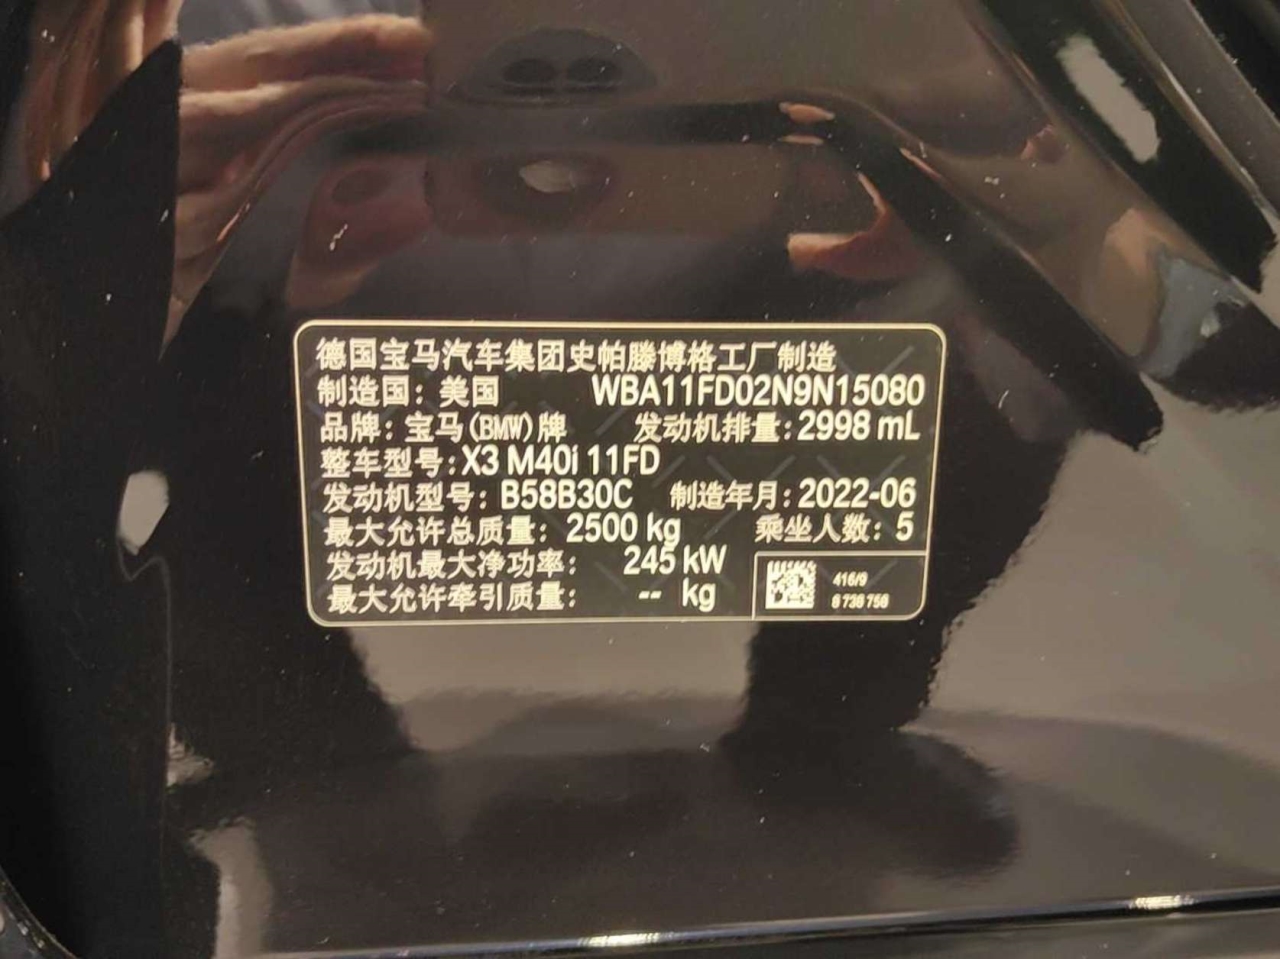 德国宝马汽车集团史帕滕博格工厂制造
制造国：美国 WBA11FD02N9N15080
品牌：宝马(BMW)牌 发动机排量：2998 mL
整车型号：X3 M40i 11FD
发动机型号：B58B30C 制造年月：2022-06
最大允许总质量：2500 kg 乘坐人数：5
发动机最大净功率：245 kW
最大允许牵引质量：-- kg
416/9
8 736 756